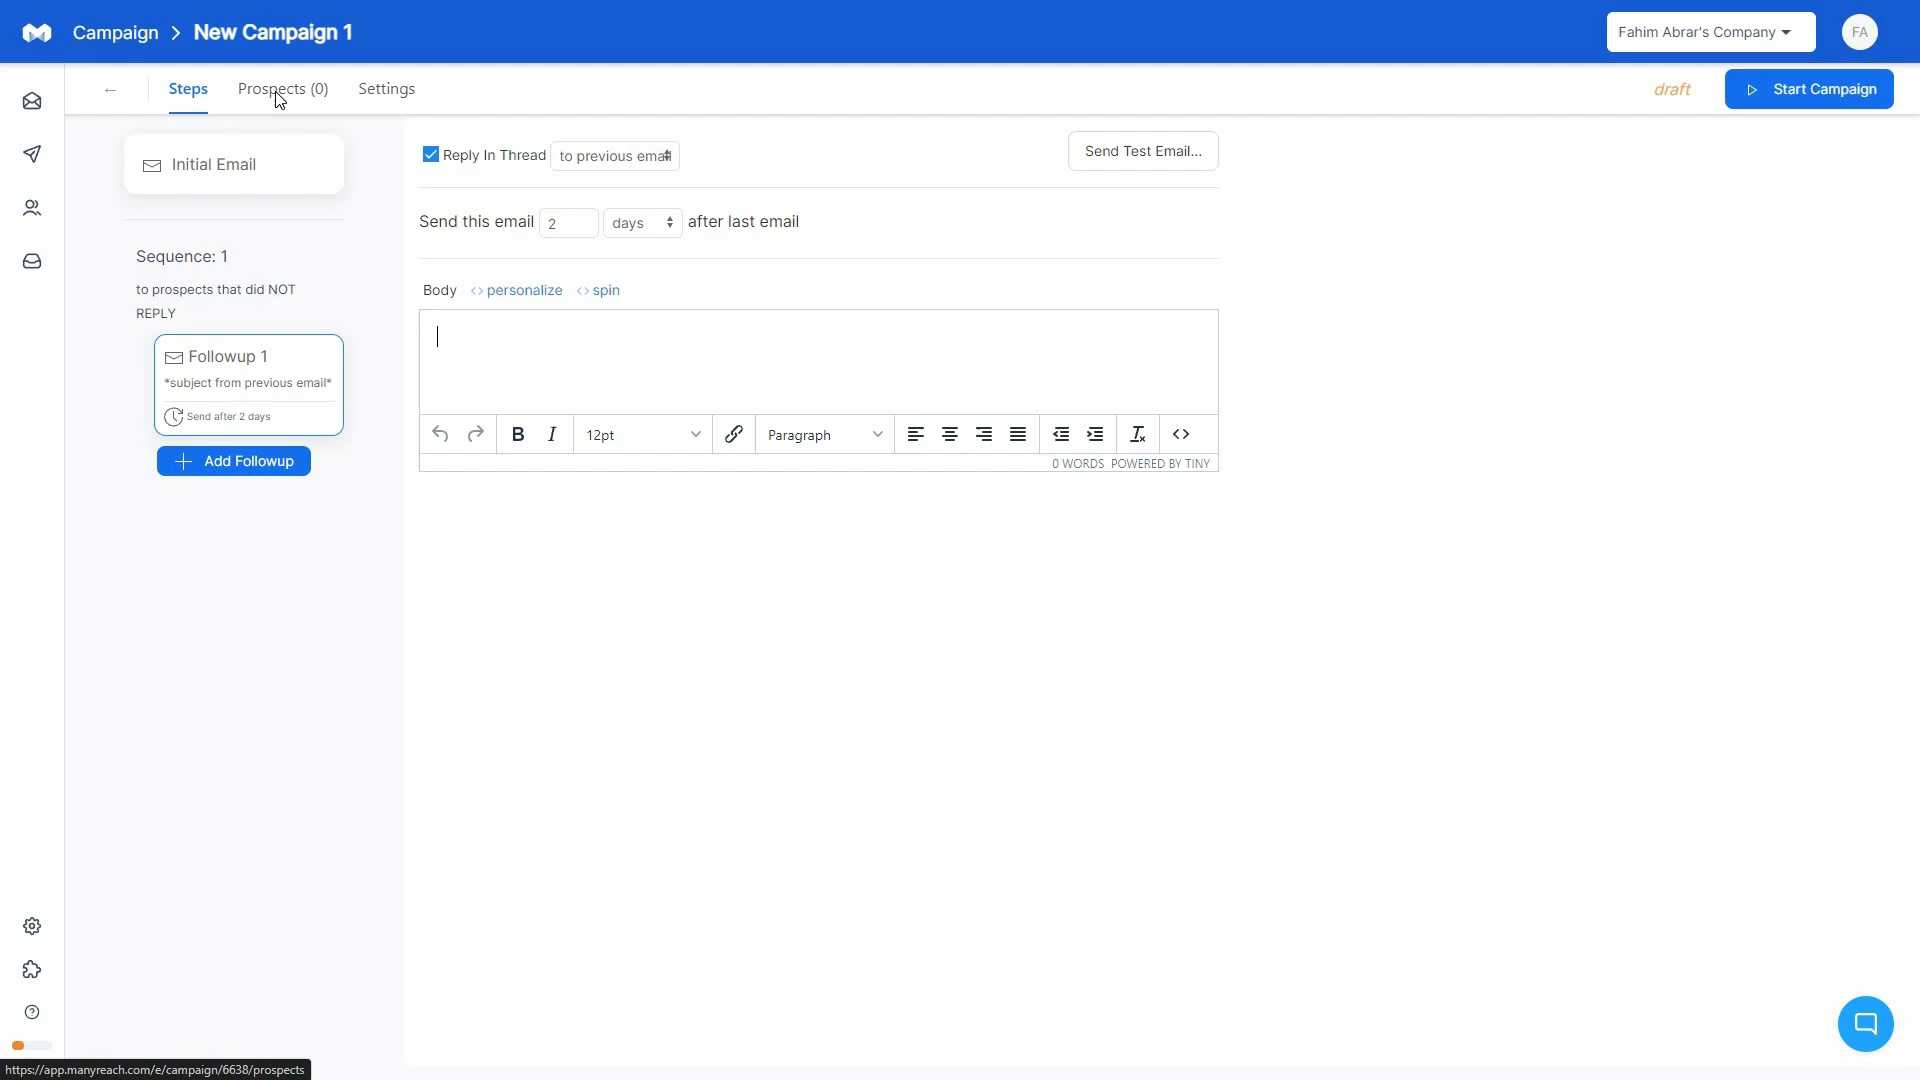 Campaign > New Campaign 1
Fahim Abrar's Company
FA
Steps
Prospects (0)
Settings
draft
Start Campaign
Initial Email
Reply In Thread
to previous email
Send Test Email...
Send this email 2 days after last email
Sequence: 1
to prospects that did NOT
REPLY
Body <> personalize <> spin
Followup 1
*subject from previous email*
Send after 2 days
Add Followup
B I 12pt Paragraph
0 WORDS POWERED BY TINY
https://app.manyreach.com/e/campaign/6638/prospects